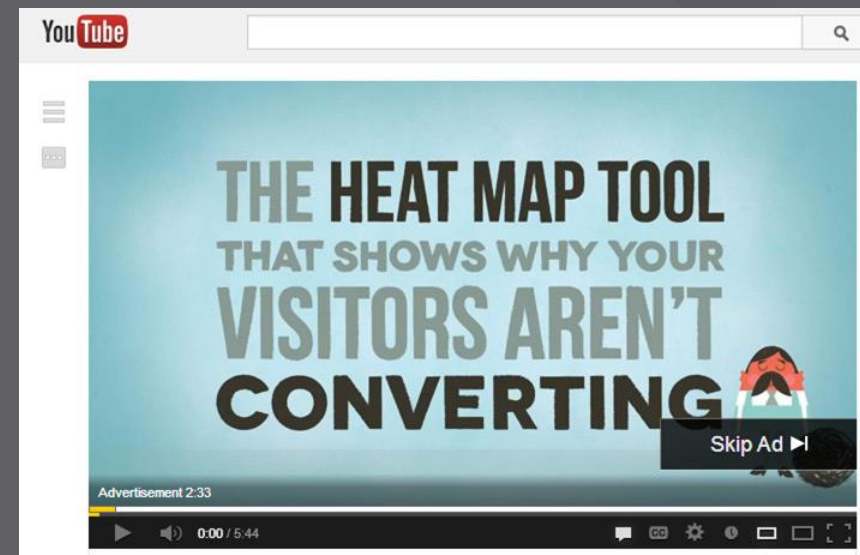 YouTube
THE HEAT MAP TOOL
THAT SHOWS WHY YOUR
VISITORS AREN'T
CONVERTING
Skip Ad
Advertisement 2:33
0:00 / 5:44
CC